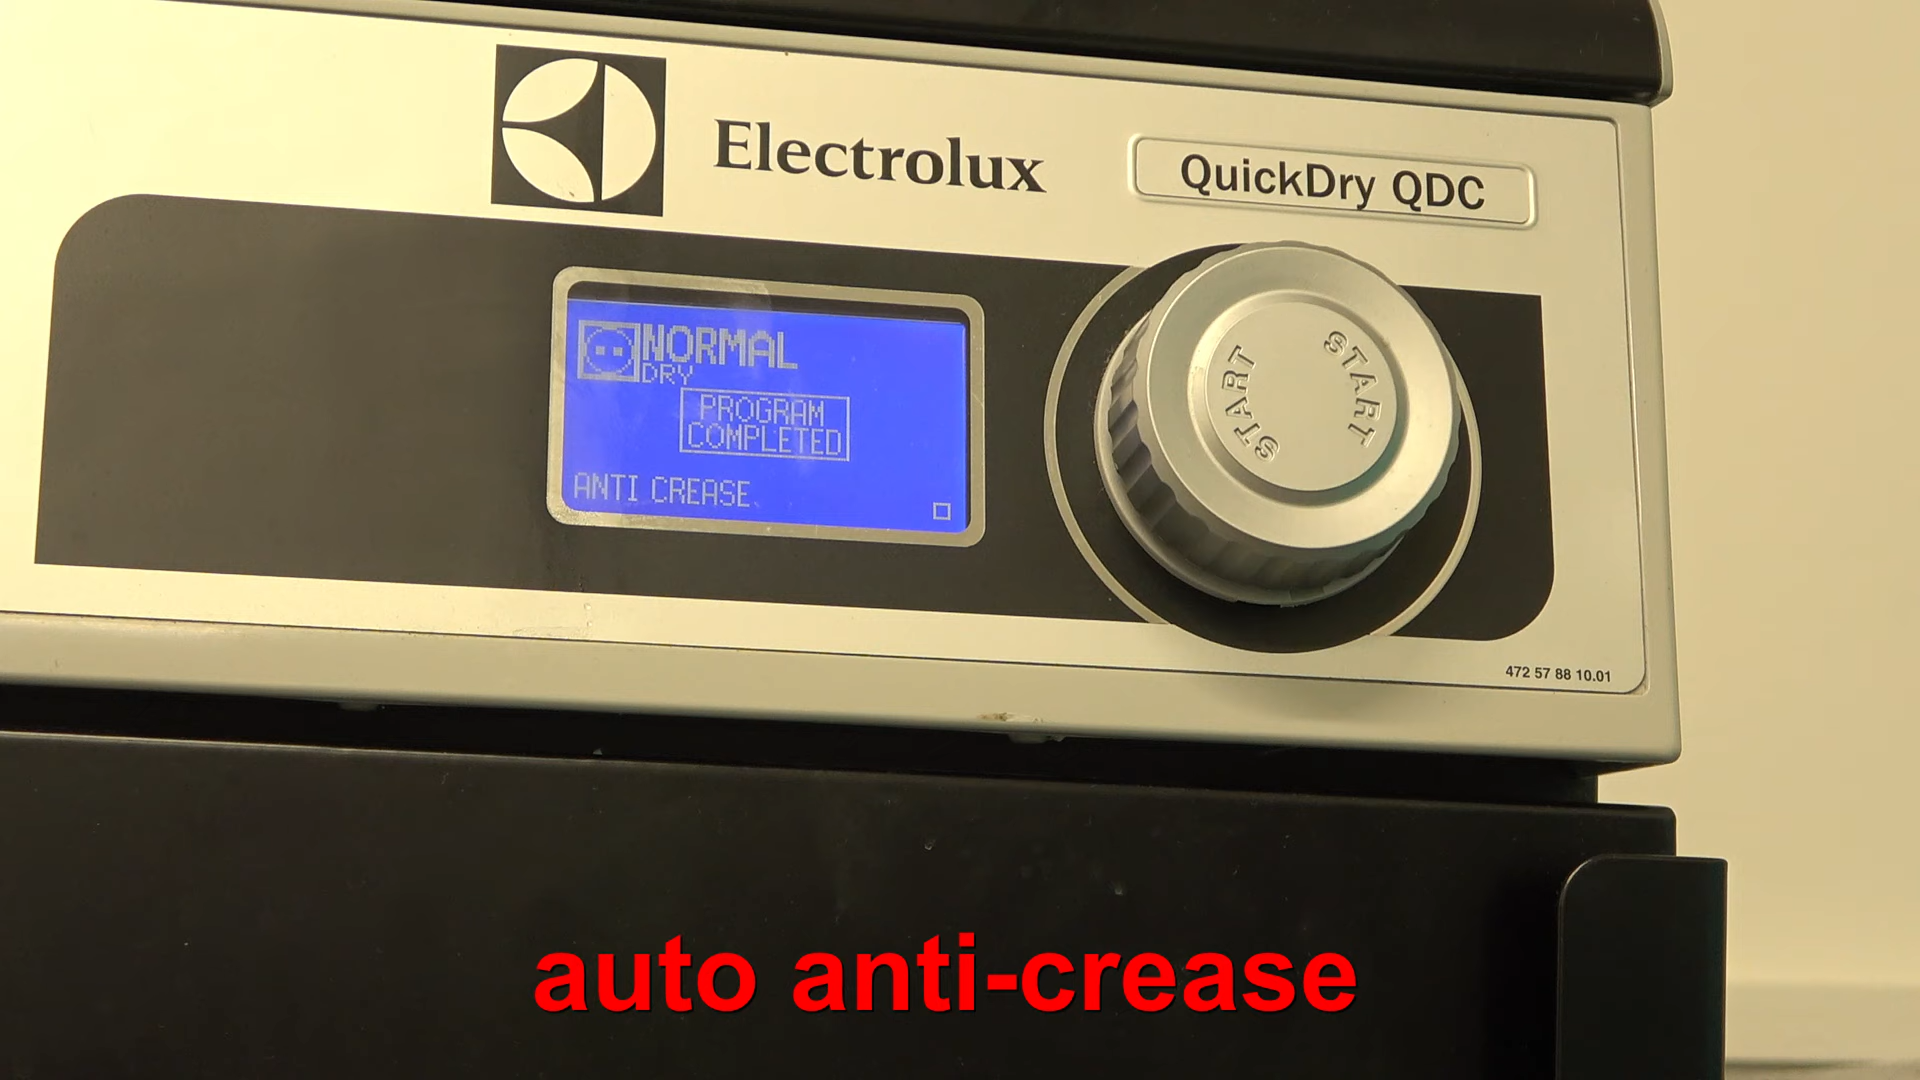 Electrolux
QuickDry QDC
NORMAL
DRY
PROGRAM
COMPLETED
ANTI CREASE
START
START
472 57 88 10.01
auto anti-crease